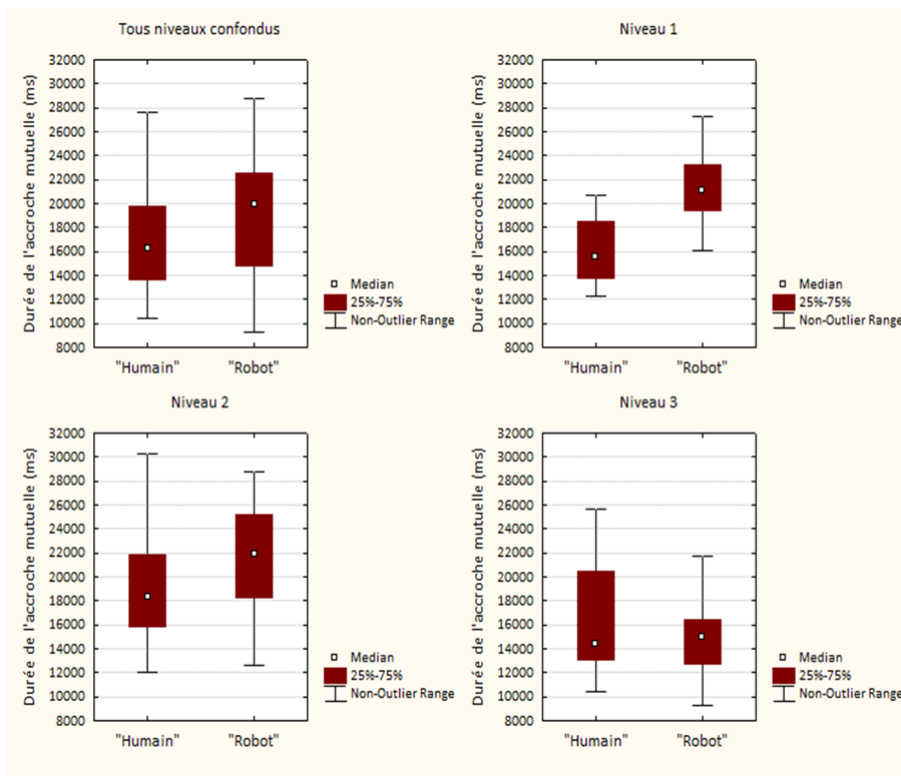 Tous niveaux confondus
Durée de l'accroche mutuelle (ms)
32000
30000
28000
26000
24000
22000
20000
18000
16000
14000
12000
10000
8000
"Humain" "Robot"
Median
25%-75%
Non-Outlier Range
Niveau 1
Durée de l'accroche mutuelle (ms)
32000
30000
28000
26000
24000
22000
20000
18000
16000
14000
12000
10000
8000
"Humain" "Robot"
Median
25%-75%
Non-Outlier Range
Niveau 2
Durée de l'accroche mutuelle (ms)
32000
30000
28000
26000
24000
22000
20000
18000
16000
14000
12000
10000
8000
"Humain" "Robot"
Median
25%-75%
Non-Outlier Range
Niveau 3
Durée de l'accroche mutuelle (ms)
32000
30000
28000
26000
24000
22000
20000
18000
16000
14000
12000
10000
8000
"Humain" "Robot"
Median
25%-75%
Non-Outlier Range